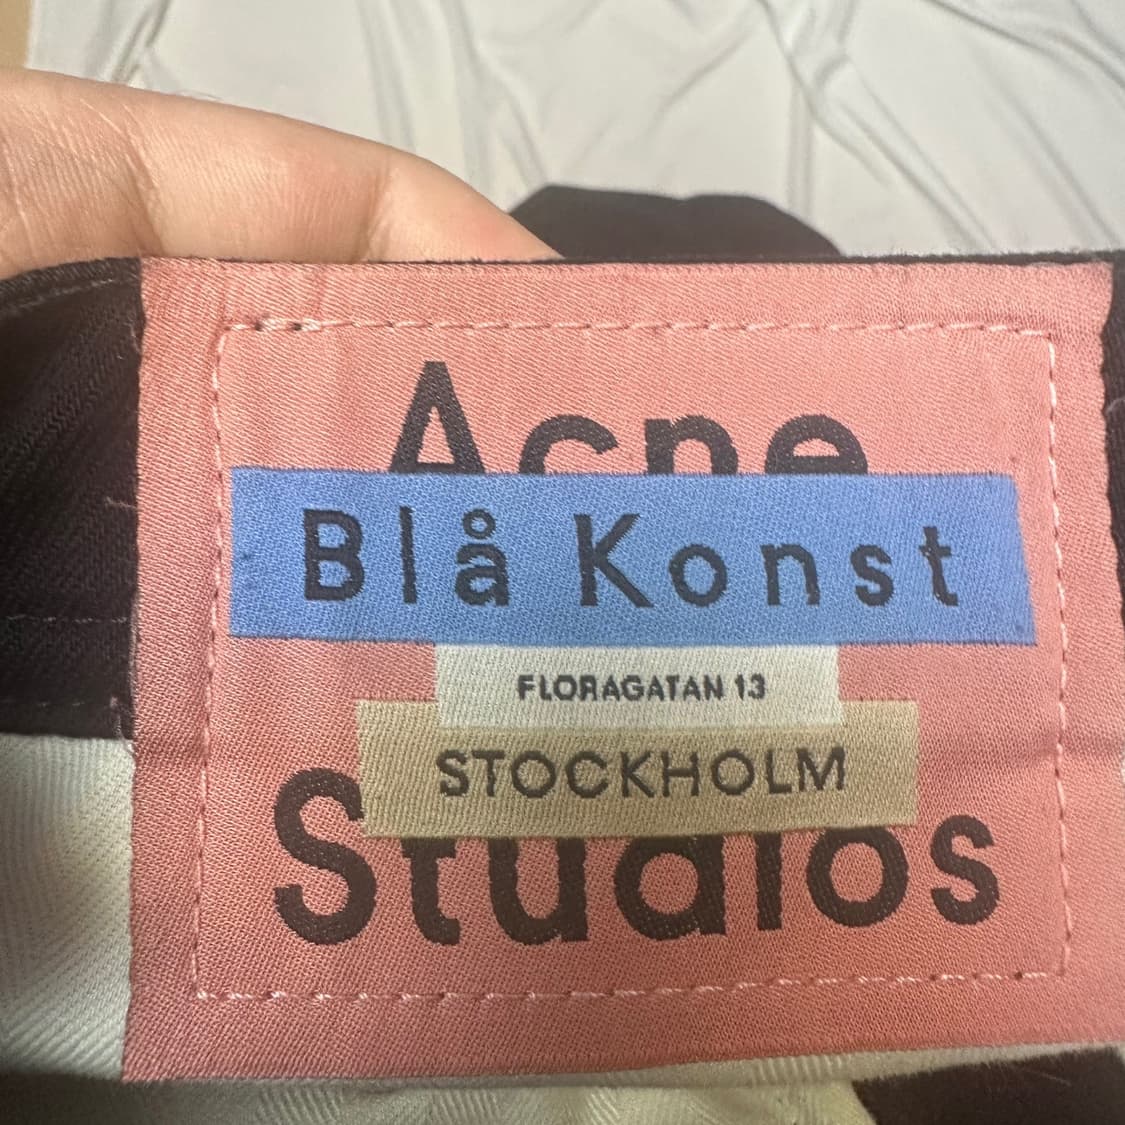 Acne
Blå Konst
FLORAGATAN 13
STOCKHOLM
Studios